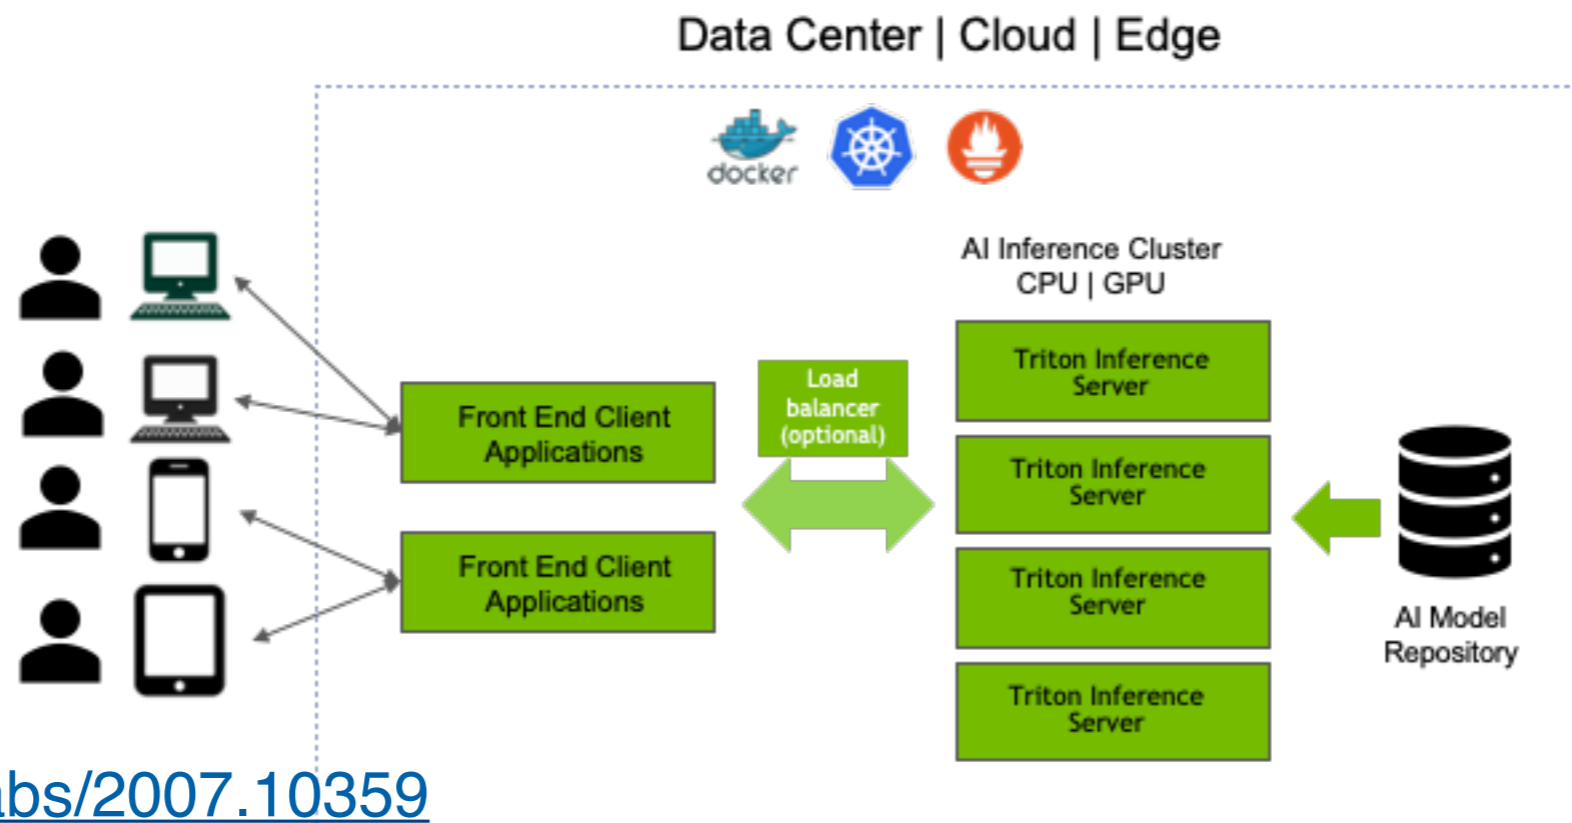 Data Center | Cloud | Edge
docker
AI Inference Cluster
CPU | GPU
Front End Client
Applications
Front End Client
Applications
Load
balancer
(optional)
Triton Inference
Server
Triton Inference
Server
Triton Inference
Server
Triton Inference
Server
AI Model
Repository
abs/2007.10359